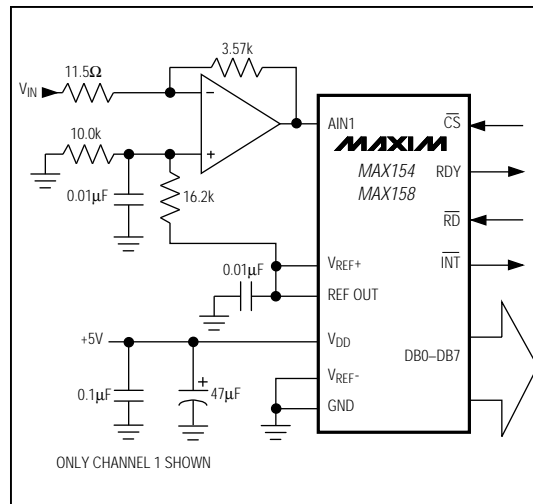 3.57k
11.5Ω
VIN
10.0k
0.01µF
16.2k
AIN1
MAXIM
MAX154
MAX158
CS
RDY
RD
INT
0.01µF
VREF+
REF OUT
+5V
VDD
DB0–DB7
VREF-
GND
0.1µF
47µF
ONLY CHANNEL 1 SHOWN
−
+
+